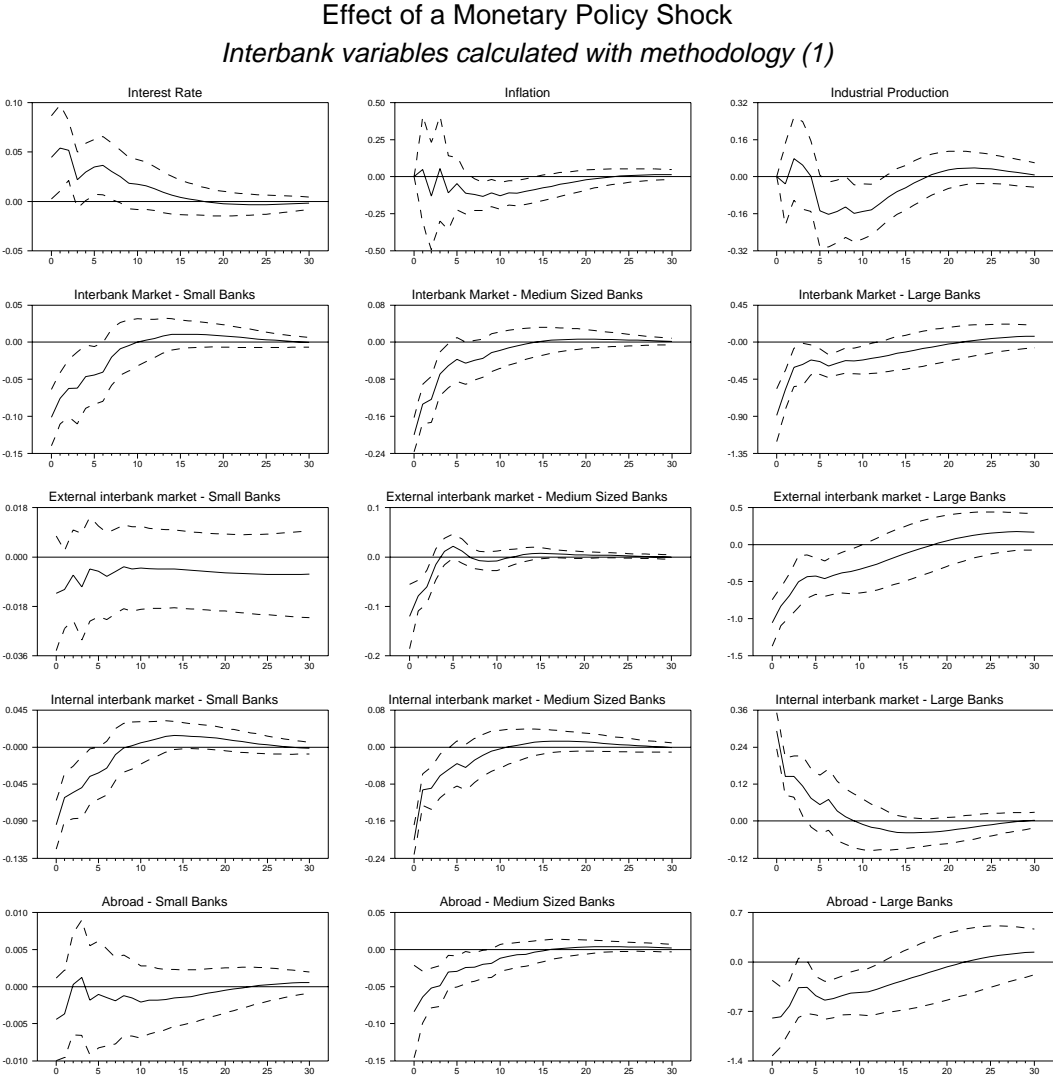 Effect of a Monetary Policy Shock
Interbank variables calculated with methodology (1)
Interest Rate
0.10
0.05
0.00
-0.05
0 5 10 15 20 25 30
Inflation
0.50
0.25
0.00
-0.25
-0.50
0 5 10 15 20 25 30
Industrial Production
0.32
0.16
0.00
-0.16
-0.32
0 5 10 15 20 25 30
Interbank Market - Small Banks
0.05
0.00
-0.05
-0.10
-0.15
0 5 10 15 20 25 30
Interbank Market - Medium Sized Banks
0.08
0.00
-0.08
-0.16
-0.24
0 5 10 15 20 25 30
Interbank Market - Large Banks
0.45
-0.00
-0.45
-0.90
-1.35
0 5 10 15 20 25 30
External interbank market - Small Banks
0.018
0.000
-0.018
-0.036
0 5 10 15 20 25 30
External interbank market - Medium Sized Banks
0.1
0.0
-0.1
-0.2
0 5 10 15 20 25 30
External interbank market - Large Banks
0.5
0.0
-0.5
-1.0
-1.5
0 5 10 15 20 25 30
Internal interbank market - Small Banks
0.045
-0.000
-0.045
-0.090
-0.135
0 5 10 15 20 25 30
Internal interbank market - Medium Sized Banks
0.08
0.00
-0.08
-0.16
-0.24
0 5 10 15 20 25 30
Internal interbank market - Large Banks
0.36
0.24
0.12
0.00
-0.12
0 5 10 15 20 25 30
Abroad - Small Banks
0.010
0.005
0.000
-0.005
-0.010
0 5 10 15 20 25 30
Abroad - Medium Sized Banks
0.05
0.00
-0.05
-0.10
-0.15
0 5 10 15 20 25 30
Abroad - Large Banks
0.7
0.0
-0.7
-1.4
0 5 10 15 20 25 30